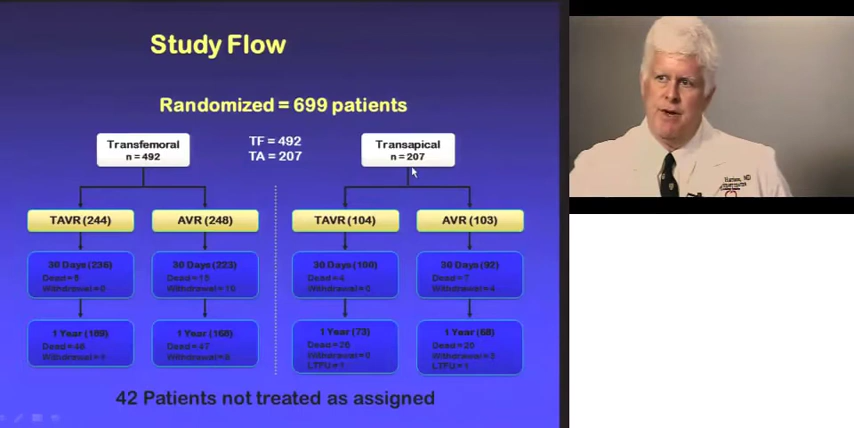 Study Flow
Randomized = 699 patients
Transfemoral
n = 492
TF = 492
TA = 207
Transapical
n = 207
TAVR (244)
AVR (248)
TAVR (104)
AVR (103)
30 Days
Dead =
Withdrawal = 0
30 Days (223)
Dead = 15
Withdrawal = 10
30 Days (100)
Dead = 4
Withdrawal = 0
30 Days (92)
Dead = 7
Withdrawal = 4
1 Year
Dead = 46
Withdrawal =
1 Year (168)
Dead = 47
Withdrawal =
1 Year (73)
Dead = 26
Withdrawal = 0
LTFU = 1
1 Year (68)
Dead = 20
Withdrawal = 3
LTFU = 1
42 Patients not treated as assigned
MD